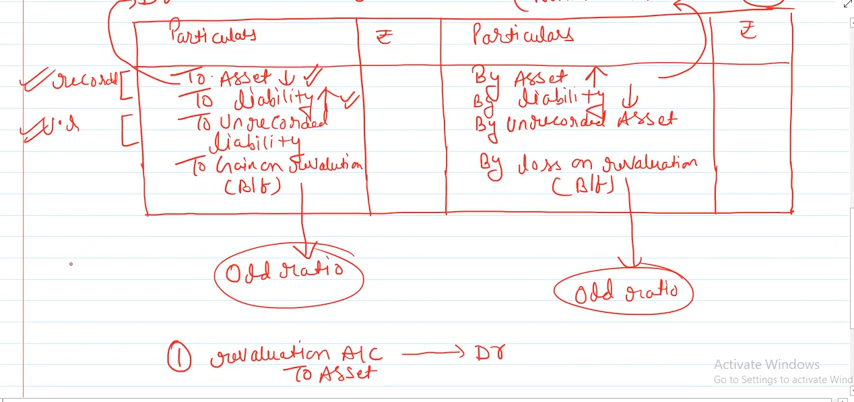 Particulars ₹ Particulars ₹
record To Asset ↓ ✓ By Asset ↑
To liability ↑ ✓ By liability ↓
U.R To Unrecorded By Unrecorded Asset
liability
To Gain on revalution By loss on revaluation
(B/f) (B/f)
Odd ratio Odd ratio
① revaluation A/C → Dr
To Asset
Activate Windows
Go to Settings to activate Wind